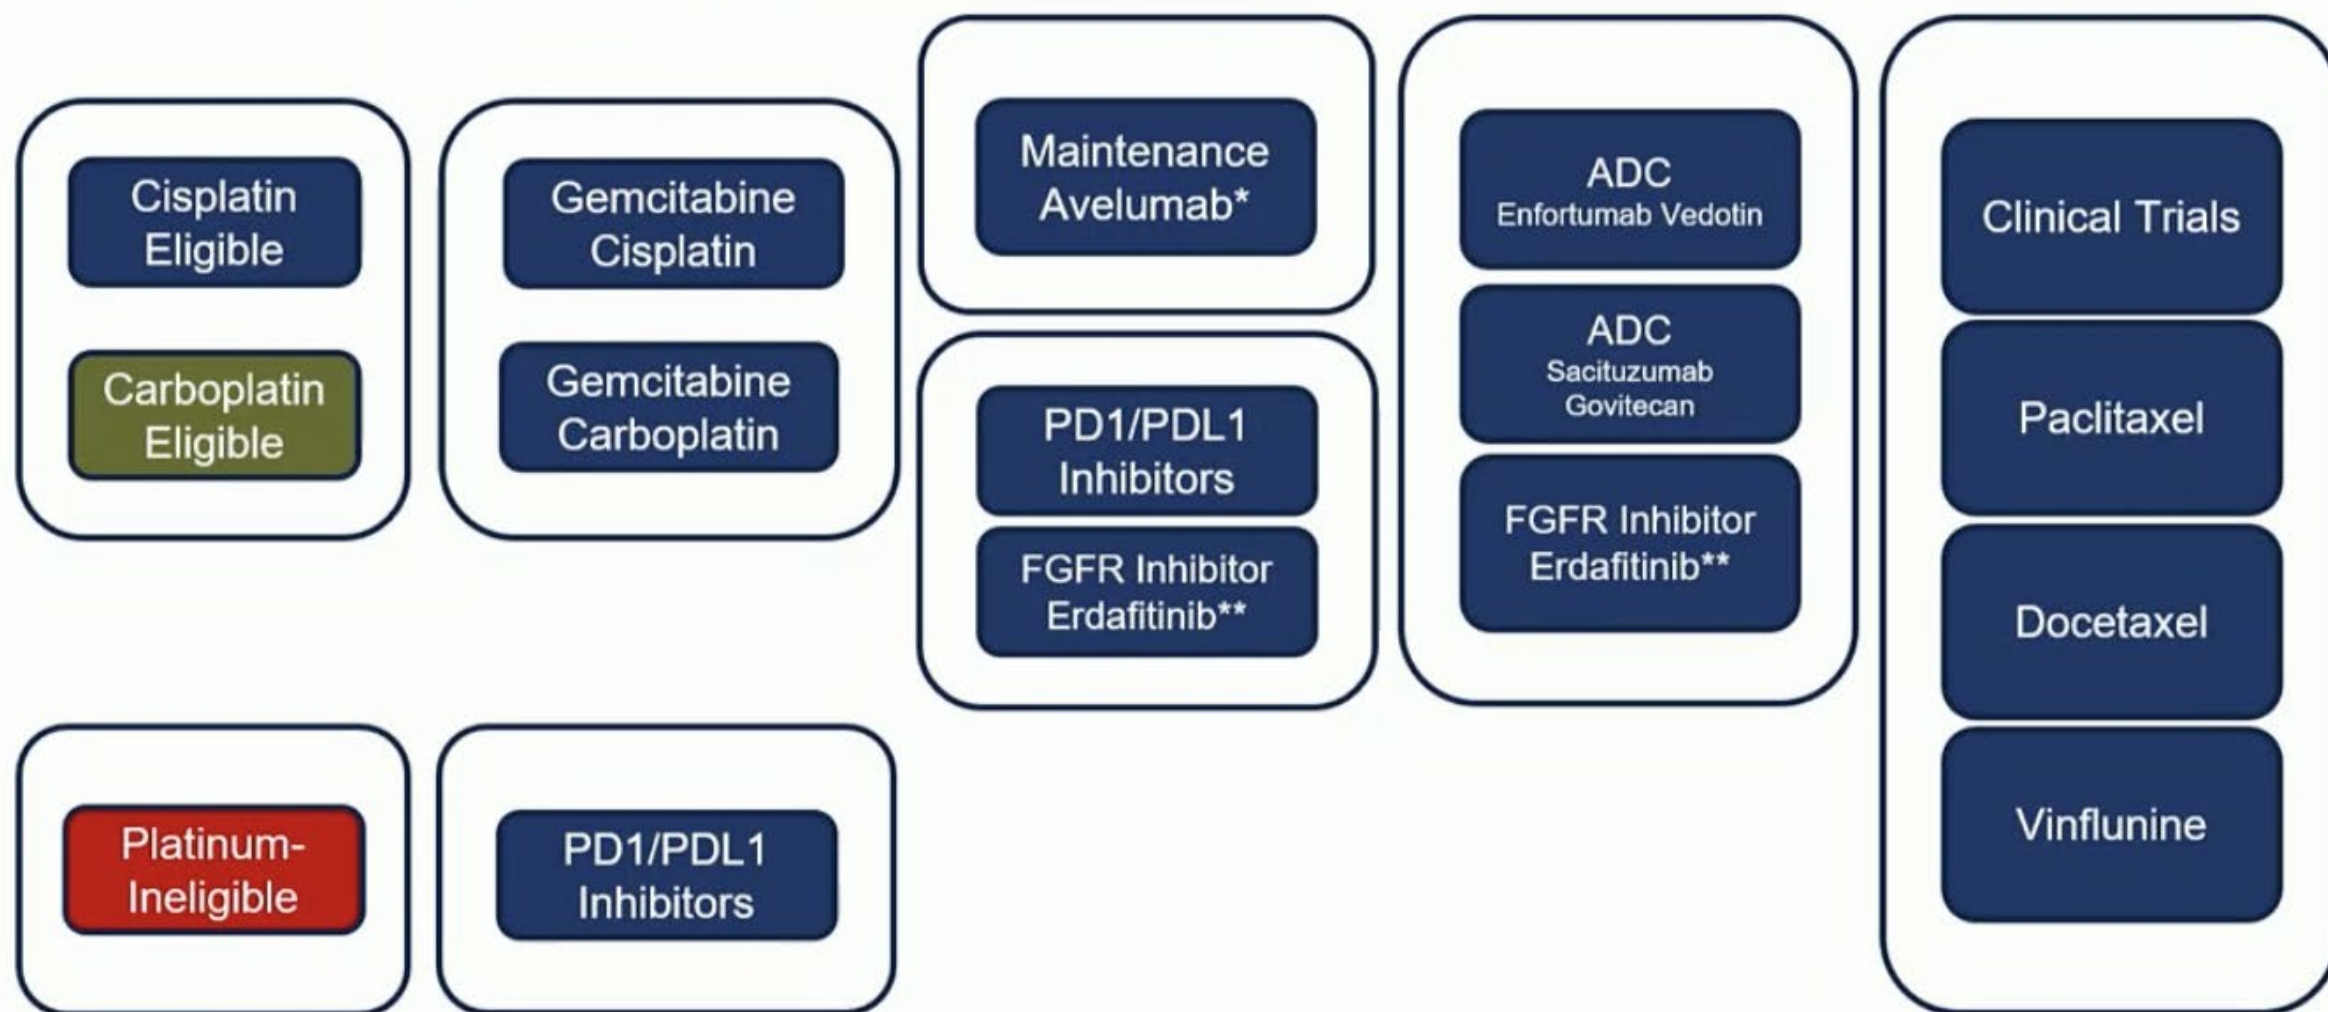 Cisplatin
Eligible
Carboplatin
Eligible
Gemcitabine
Cisplatin
Gemcitabine
Carboplatin
Maintenance
Avelumab*
PD1/PDL1
Inhibitors
FGFR Inhibitor
Erdafitinib**
ADC
Enfortumab Vedotin
ADC
Sacituzumab
Govitecan
FGFR Inhibitor
Erdafitinib**
Clinical Trials
Paclitaxel
Docetaxel
Vinflunine
Platinum-
Ineligible
PD1/PDL1
Inhibitors